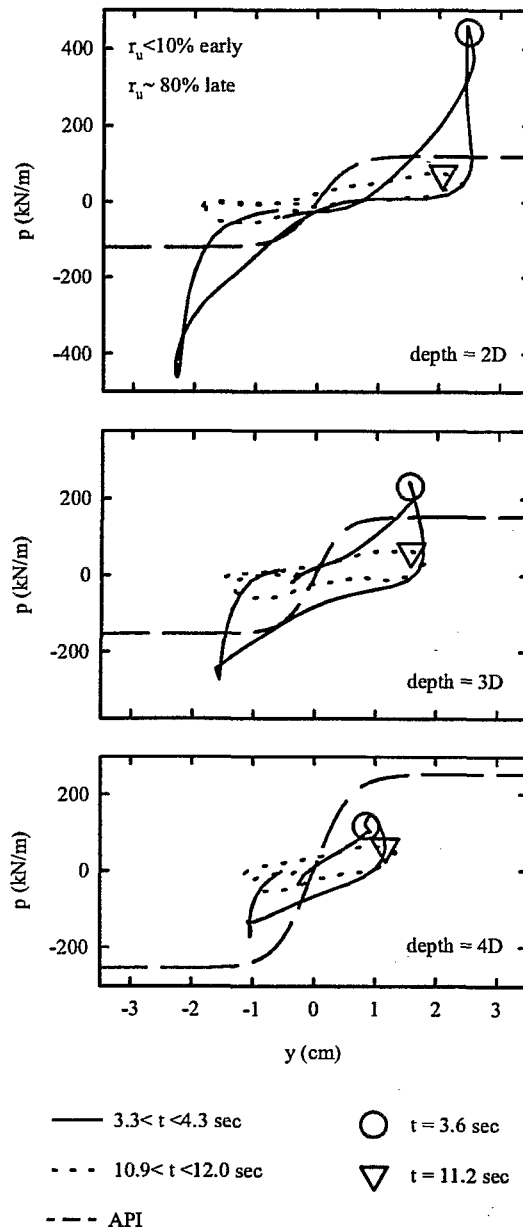 r_u<10% early
r_u~ 80% late
400
200
0
-200
-400
p (kN/m)
depth = 2D
200
0
-200
p (kN/m)
depth = 3D
200
0
-200
p (kN/m)
depth = 4D
-3 -2 -1 0 1 2 3
y (cm)
3.3< t <4.3 sec
t = 3.6 sec
10.9< t <12.0 sec
t = 11.2 sec
API